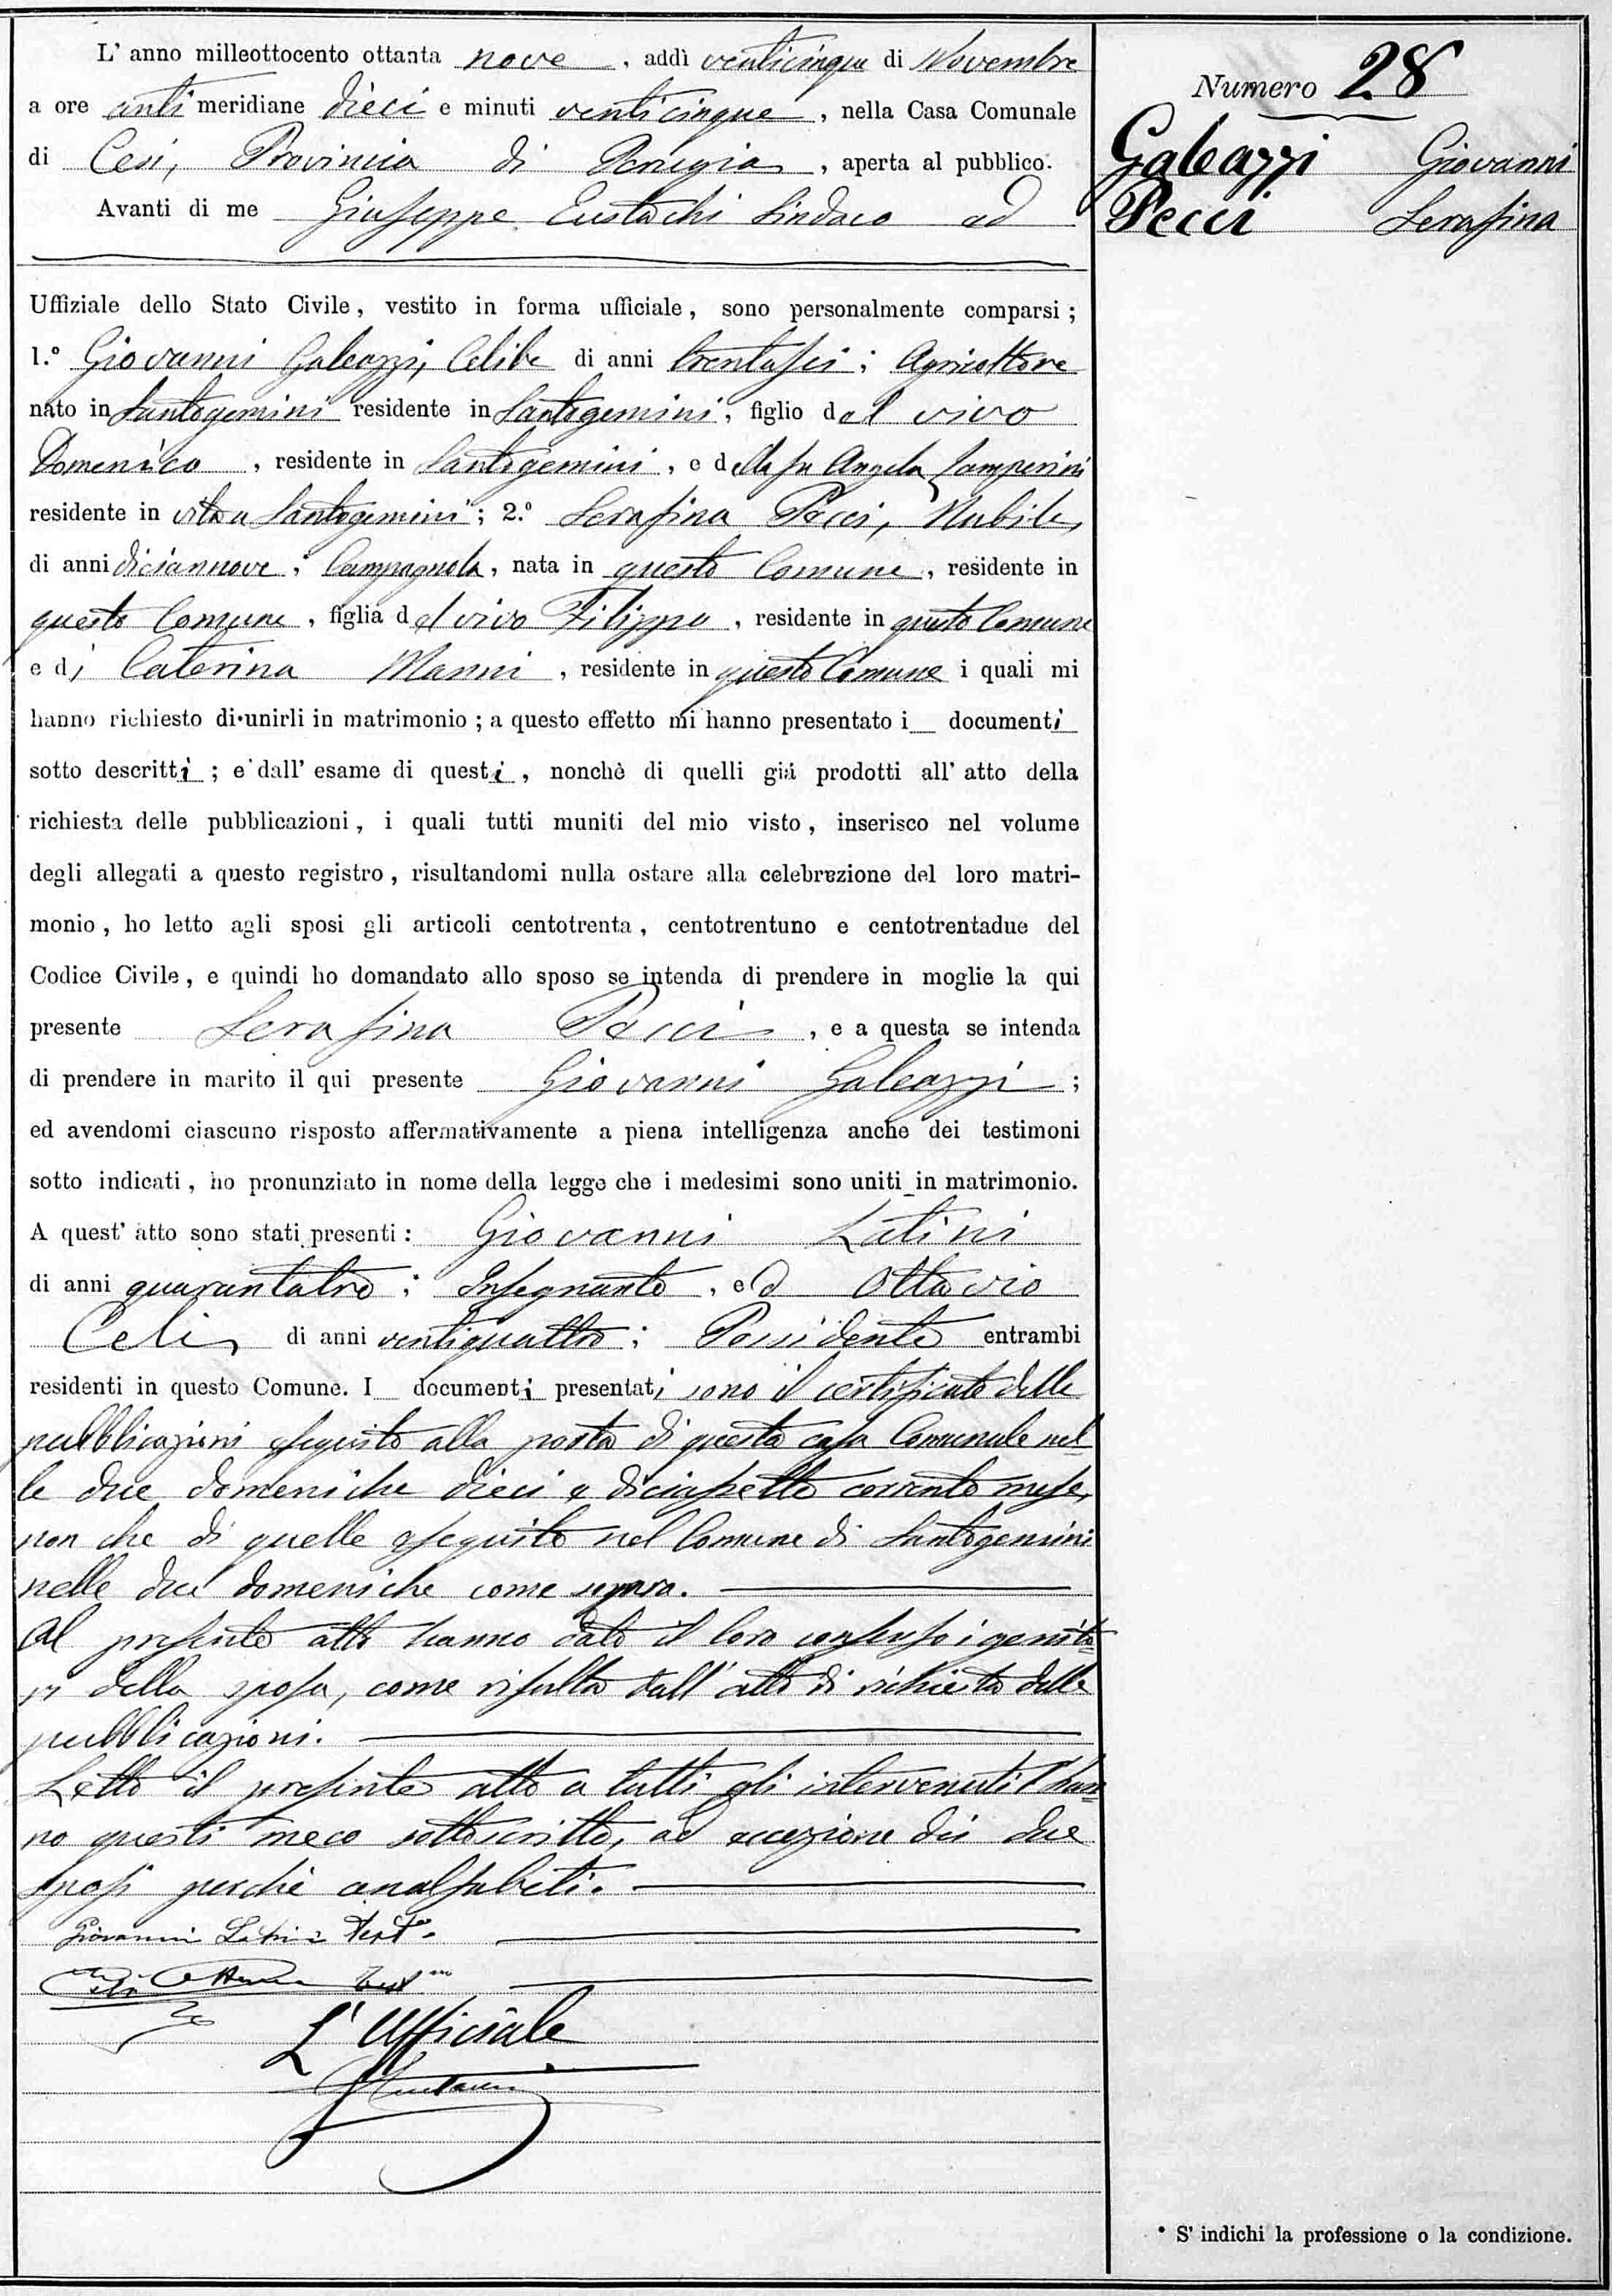 L' anno milleottocento ottanta nove, addì venticinque di Novembre
a ore anti meridiane dieci e minuti venticinque, nella Casa Comunale
di Cesi, Provincia di Perugia, aperta al pubblico.
Avanti di me Giuseppe Eustachi Sindaco ed
Uffiziale dello Stato Civile, vestito in forma ufficiale, sono personalmente comparsi;
1.° Giovanni Galeazzi, Celibe di anni trentasei; Agricoltore
nato in Santogemini residente in Santogemini, figlio del vivo
Domenico, residente in Santogemini, e della fu Angela Lamperini
residente in vita a Santogemini; 2.° Serafina Pecci, Nubile,
di anni diciannove; Campagnola, nata in questo Comune, residente in
questo Comune, figlia del vivo Filippo, residente in questo Comune
e di Caterina Manni, residente in questo Comune i quali mi
hanno richiesto di unirli in matrimonio; a questo effetto mi hanno presentato i documenti
sotto descritti; e dall' esame di questi, nonchè di quelli già prodotti all' atto della
richiesta delle pubblicazioni, i quali tutti muniti del mio visto, inserisco nel volume
degli allegati a questo registro, risultandomi nulla ostare alla celebrazione del loro matri-
monio, ho letto agli sposi gli articoli centotrenta, centotrentuno e centotrentadue del
Codice Civile, e quindi ho domandato allo sposo se intenda di prendere in moglie la qui
presente Serafina Pecci, e a questa se intenda
di prendere in marito il qui presente Giovanni Galeazzi;
ed avendomi ciascuno risposto affermativamente a piena intelligenza anche dei testimoni
sotto indicati, ho pronunziato in nome della legge che i medesimi sono uniti in matrimonio.
A quest' atto sono stati presenti: Giovanni Latini
di anni quarantatre; Insegnante, ed Ottavio
Celi, di anni ventiquattro; Possidente entrambi
residenti in questo Comune. I documenti presentati sono il certificato delle
pubblicazioni eseguite alla porta di questa casa Comunale nel-
le due domeniche dieci e diciassette corrente mese,
non che di quelle eseguite nel Comune di Santogemini
nelle due domeniche come sopra.
Al presente atto hanno dato il loro consenso i genito-
ri della sposa, come risulta dall' atto di richiesta delle
pubblicazioni.
Letto il presente atto a tutti gli intervenuti l'han-
no questi meco sottoscritto, ad eccezione dei due
sposi perchè analfabeti.
Giovanni Latini Test°
Celi Ottavio Test
L' Ufficiale
GEustachi
Numero 28
Galeazzi Giovanni
Pecci Serafina
* S' indichi la professione o la condizione.